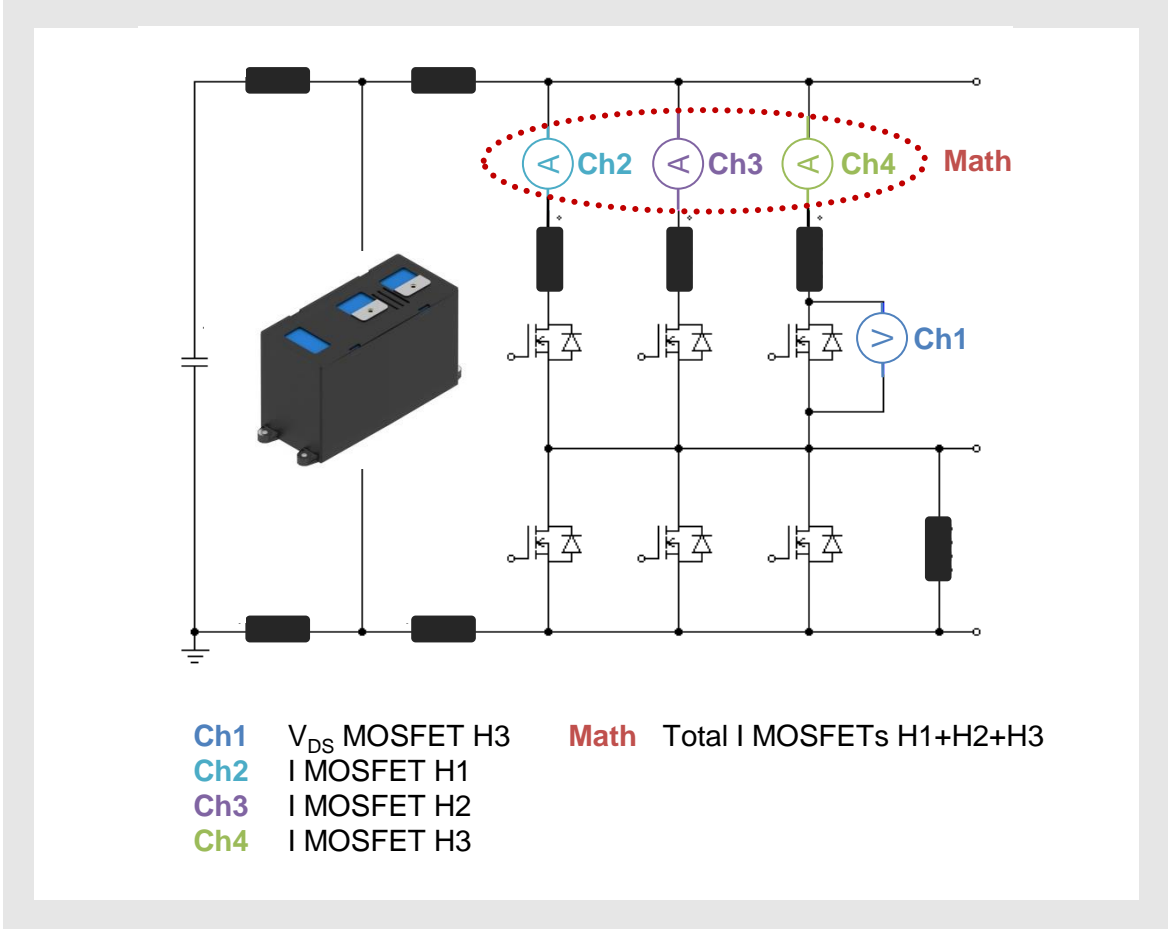 A Ch2 A Ch3 A Ch4 Math
V Ch1
Ch1 V_DS MOSFET H3 Math Total I MOSFETs H1+H2+H3
Ch2 I MOSFET H1
Ch3 I MOSFET H2
Ch4 I MOSFET H3